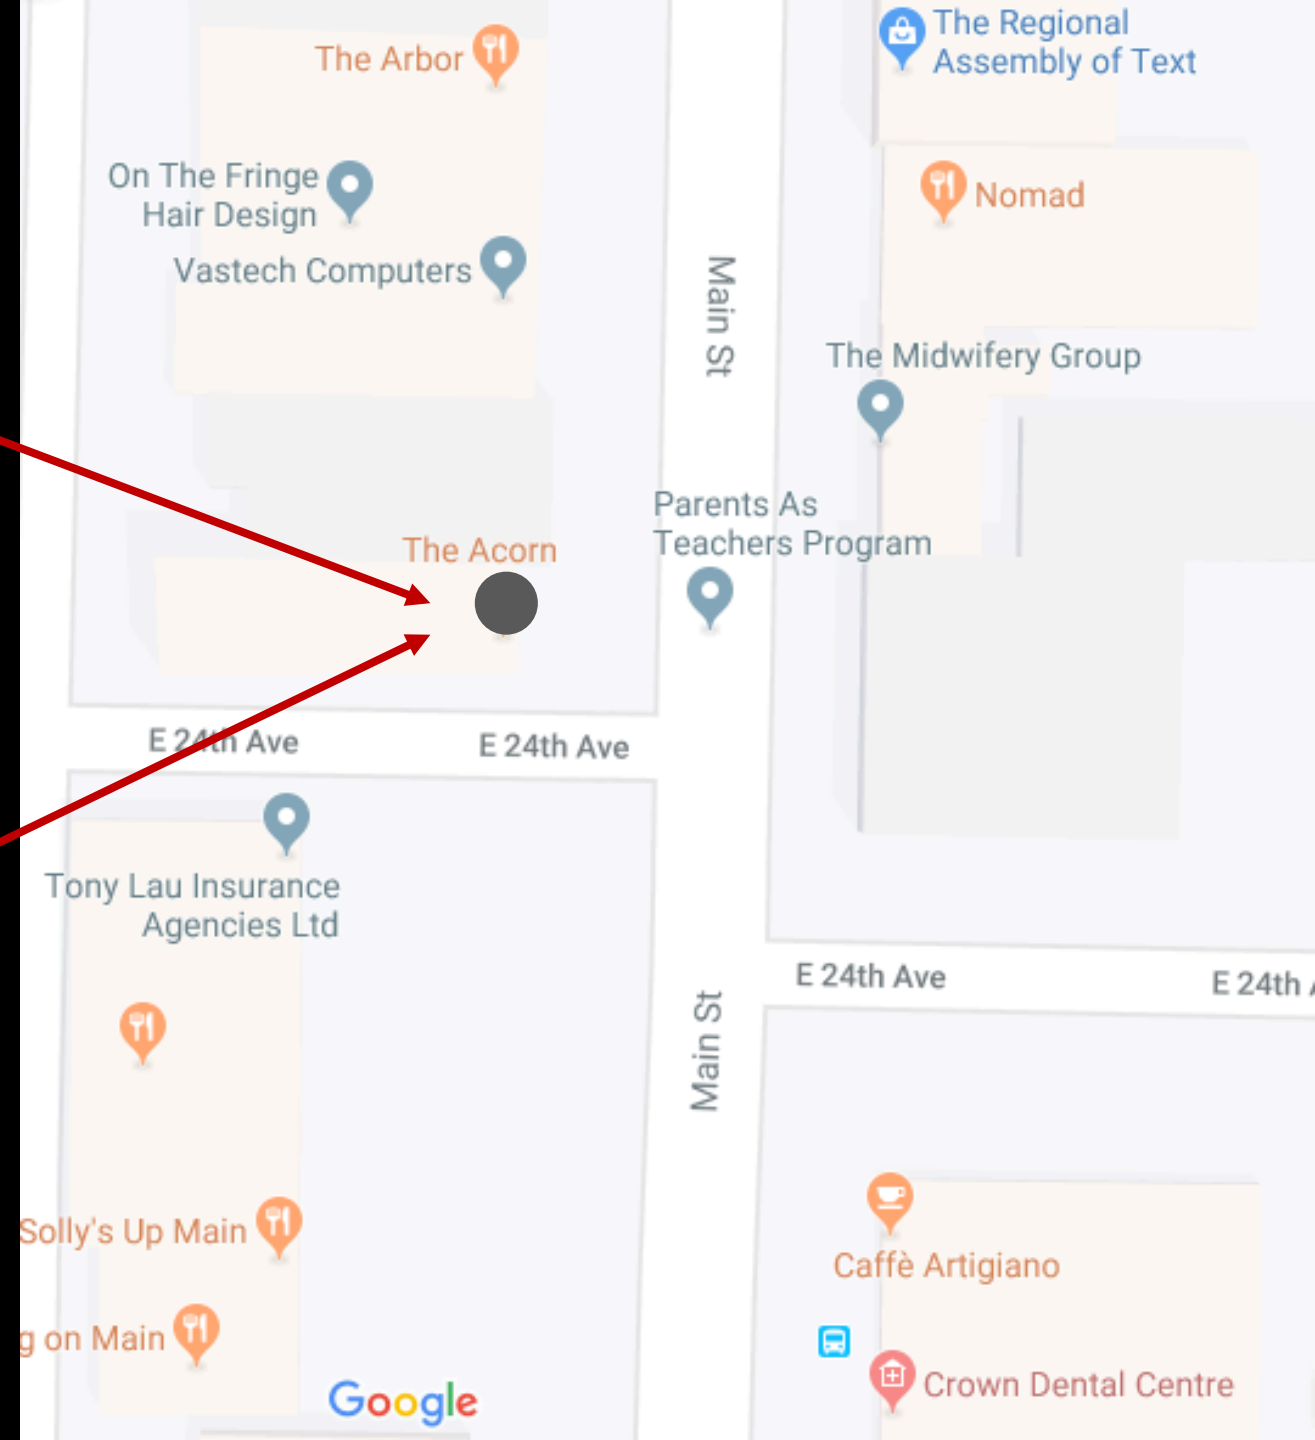 The Arbor
The Regional
Assembly of Text
On The Fringe
Hair Design
Nomad
Vastech Computers
Main St
The Midwifery Group
Parents As
Teachers Program
The Acorn
E 24th Ave
E 24th Ave
Tony Lau Insurance
Agencies Ltd
E 24th Ave
E 24th
Main St
Solly's Up Main
Caffè Artigiano
g on Main
Crown Dental Centre
Google